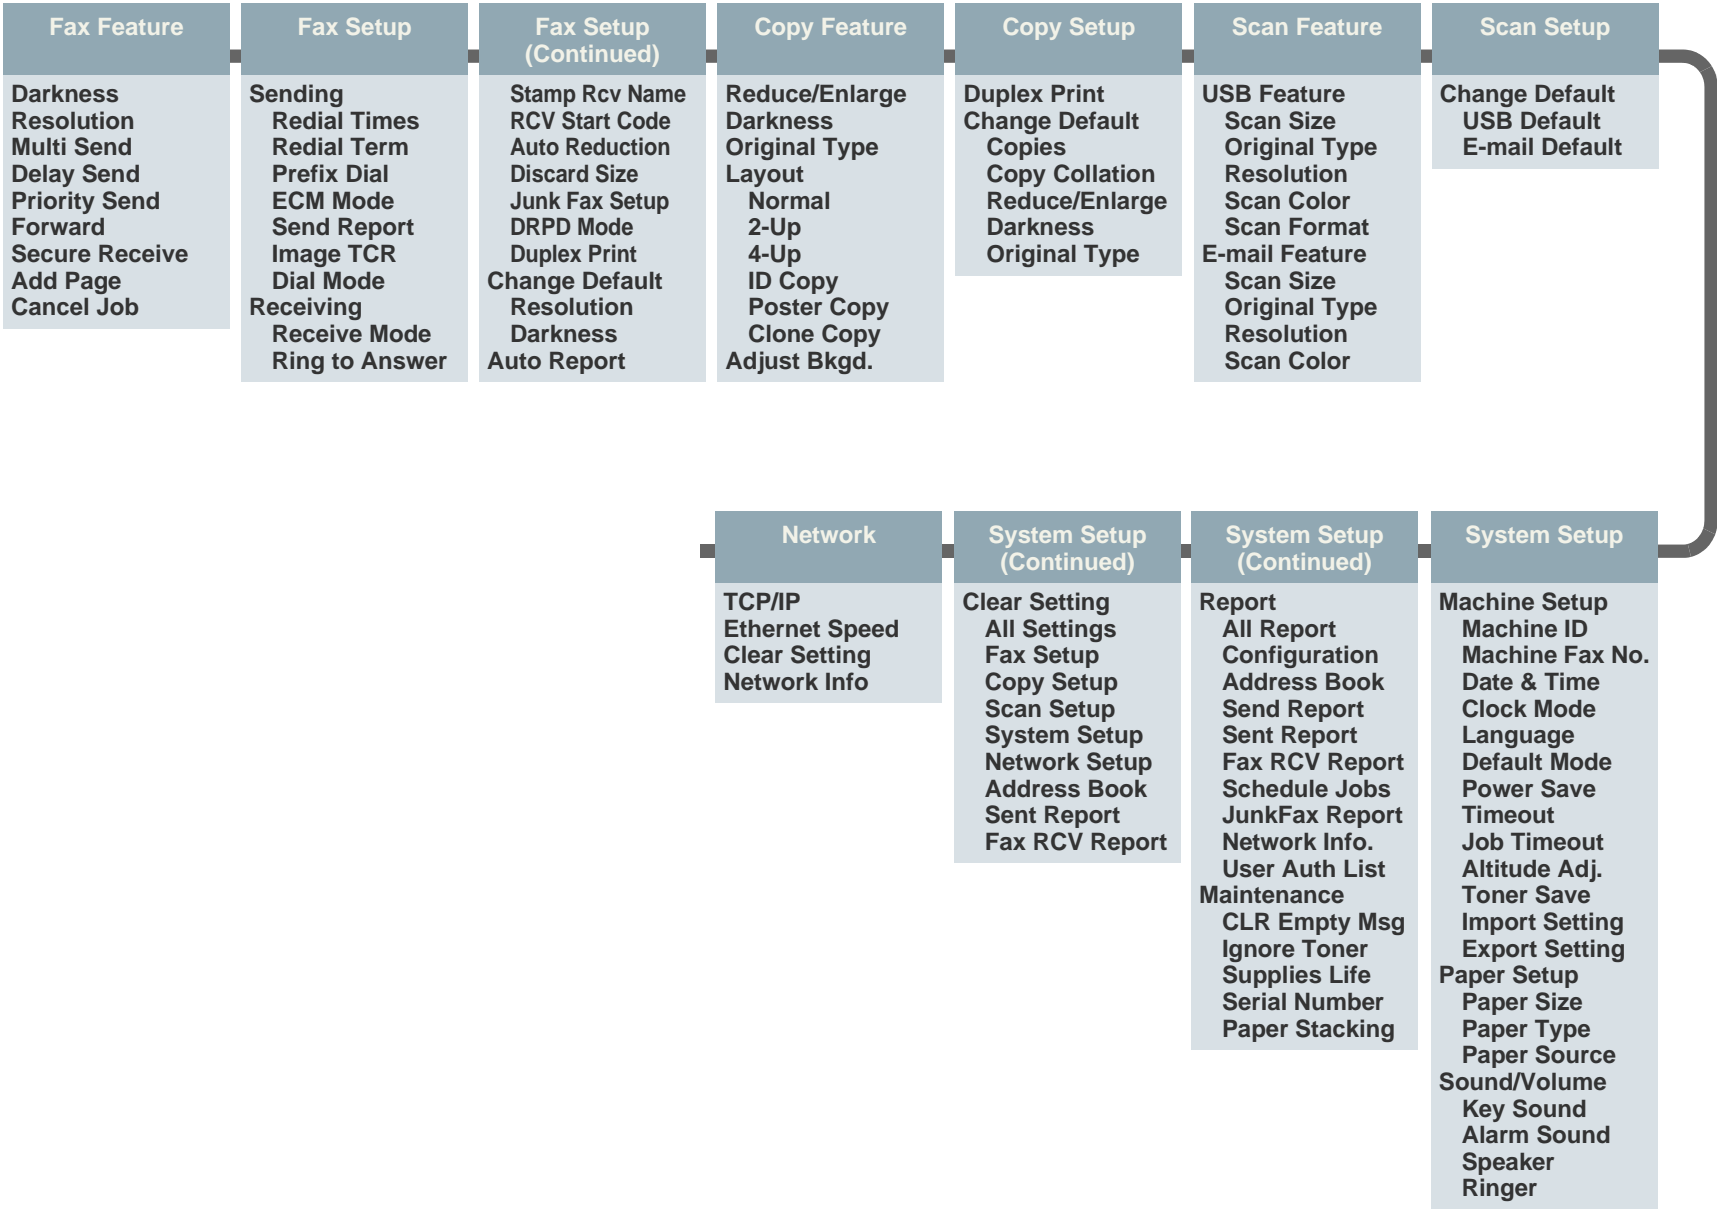 Fax Feature
Darkness
Resolution
Multi Send
Delay Send
Priority Send
Forward
Secure Receive
Add Page
Cancel Job
Fax Setup
Sending
Redial Times
Redial Term
Prefix Dial
ECM Mode
Send Report
Image TCR
Dial Mode
Receiving
Receive Mode
Ring to Answer
Fax Setup
(Continued)
Stamp Rcv Name
RCV Start Code
Auto Reduction
Discard Size
Junk Fax Setup
DRPD Mode
Duplex Print
Change Default
Resolution
Darkness
Auto Report
Copy Feature
Reduce/Enlarge
Darkness
Original Type
Layout
Normal
2-Up
4-Up
ID Copy
Poster Copy
Clone Copy
Adjust Bkgd.
Copy Setup
Duplex Print
Change Default
Copies
Copy Collation
Reduce/Enlarge
Darkness
Original Type
Scan Feature
USB Feature
Scan Size
Original Type
Resolution
Scan Color
Scan Format
E-mail Feature
Scan Size
Original Type
Resolution
Scan Color
Scan Setup
Change Default
USB Default
E-mail Default
Network
TCP/IP
Ethernet Speed
Clear Setting
Network Info
System Setup
(Continued)
Clear Setting
All Settings
Fax Setup
Copy Setup
Scan Setup
System Setup
Network Setup
Address Book
Sent Report
Fax RCV Report
System Setup
(Continued)
Report
All Report
Configuration
Address Book
Send Report
Sent Report
Fax RCV Report
Schedule Jobs
JunkFax Report
Network Info.
User Auth List
Maintenance
CLR Empty Msg
Ignore Toner
Supplies Life
Serial Number
Paper Stacking
System Setup
Machine Setup
Machine ID
Machine Fax No.
Date & Time
Clock Mode
Language
Default Mode
Power Save
Timeout
Job Timeout
Altitude Adj.
Toner Save
Import Setting
Export Setting
Paper Setup
Paper Size
Paper Type
Paper Source
Sound/Volume
Key Sound
Alarm Sound
Speaker
Ringer